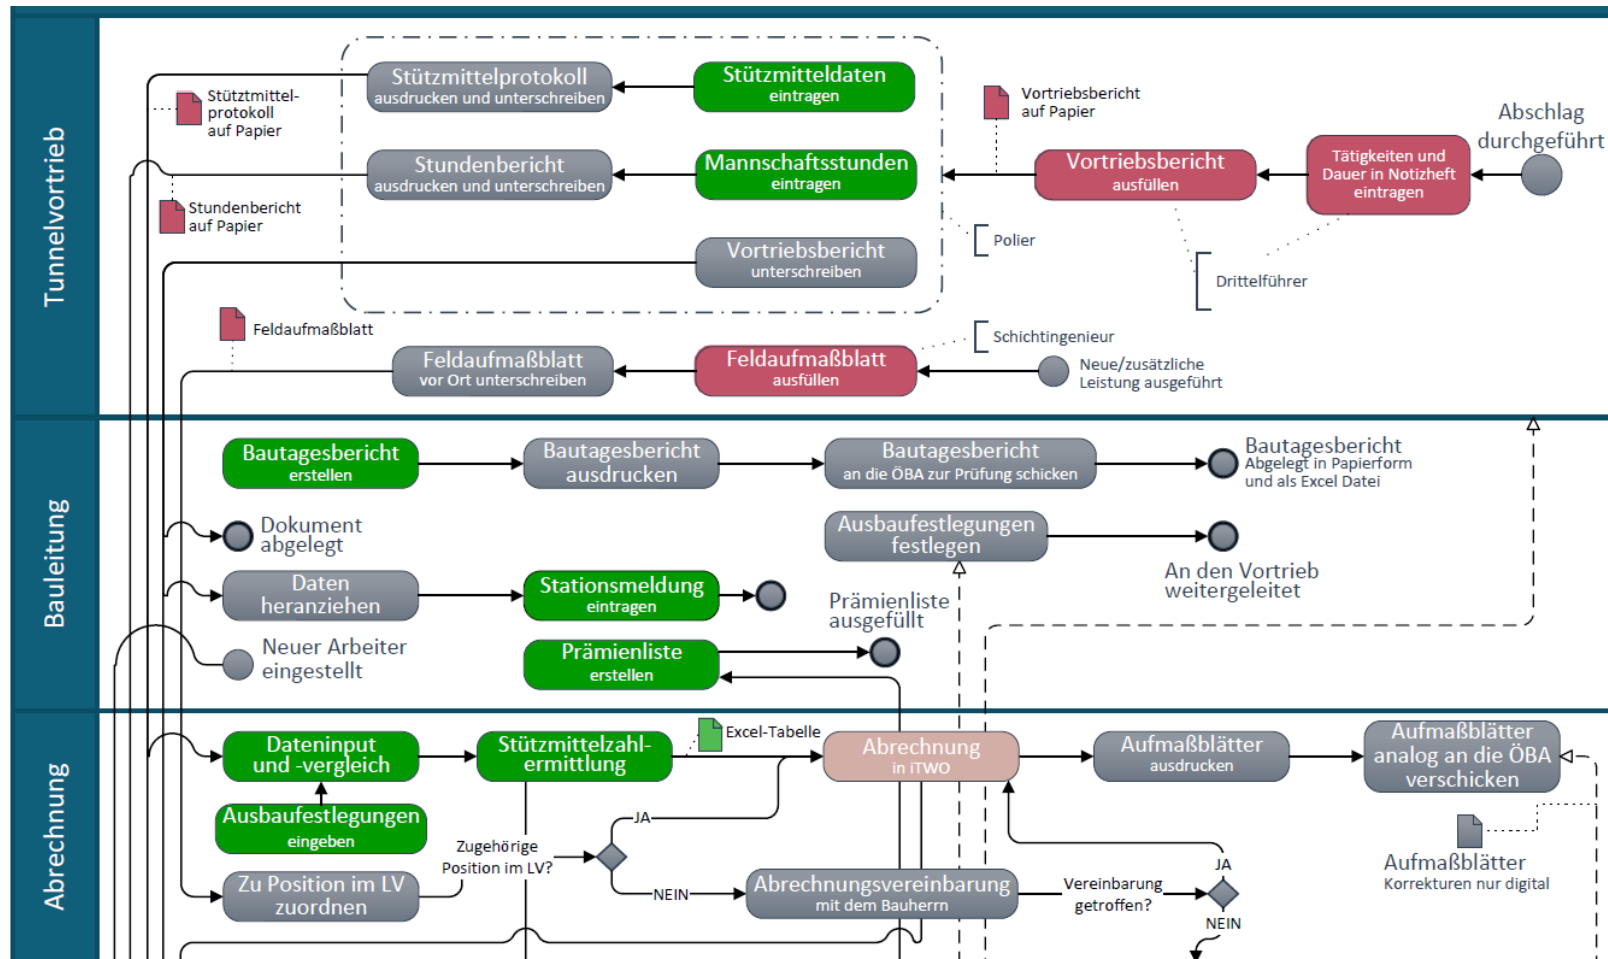 Tunnelvortrieb
Stützmittelprotokoll
ausdrucken und unterschreiben
Stützmitteldaten
eintragen
Stütztmittel-
protokoll
auf Papier
Vortriebsbericht
auf Papier
Abschlag
durchgeführt
Stundenbericht
ausdrucken und unterschreiben
Mannschaftsstunden
eintragen
Vortriebsbericht
ausfüllen
Tätigkeiten und
Dauer in Notizheft
eintragen
Stundenbericht
auf Papier
Polier
Vortriebsbericht
unterschreiben
Drittelführer
Feldaufmaßblatt
Schichtingenieur
Feldaufmaßblatt
vor Ort unterschreiben
Feldaufmaßblatt
ausfüllen
Neue/zusätzliche
Leistung ausgeführt
Bauleitung
Bautagesbericht
erstellen
Bautagesbericht
ausdrucken
Bautagesbericht
an die ÖBA zur Prüfung schicken
Bautagesbericht
Abgelegt in Papierform
und als Excel Datei
Dokument
abgelegt
Ausbaufestlegungen
festlegen
An den Vortrieb
weitergeleitet
Daten
heranziehen
Stationsmeldung
eintragen
Prämienliste
ausgefüllt
Neuer Arbeiter
eingestellt
Prämienliste
erstellen
Abrechnung
Dateninput
und -vergleich
Stützmittelzahl-
ermittlung
Excel-Tabelle
Abrechnung
in iTWO
Aufmaßblätter
ausdrucken
Aufmaßblätter
analog an die ÖBA
verschicken
Ausbaufestlegungen
eingeben
JA
Zugehörige
Position im LV?
Aufmaßblätter
Korrekturen nur digital
Zu Position im LV
zuordnen
NEIN
Abrechnungsvereinbarung
mit dem Bauherrn
Vereinbarung
getroffen?
JA
NEIN